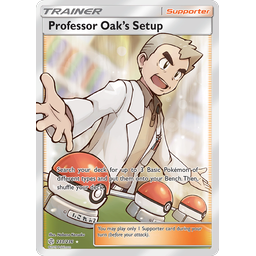 TRAINER
Supporter
Professor Oak's Setup
Search your deck for up to 3 Basic Pokémon of
different types and put them onto your Bench. Then
shuffle your deck.
You may play only 1 Supporter card during your
turn (before your attack).